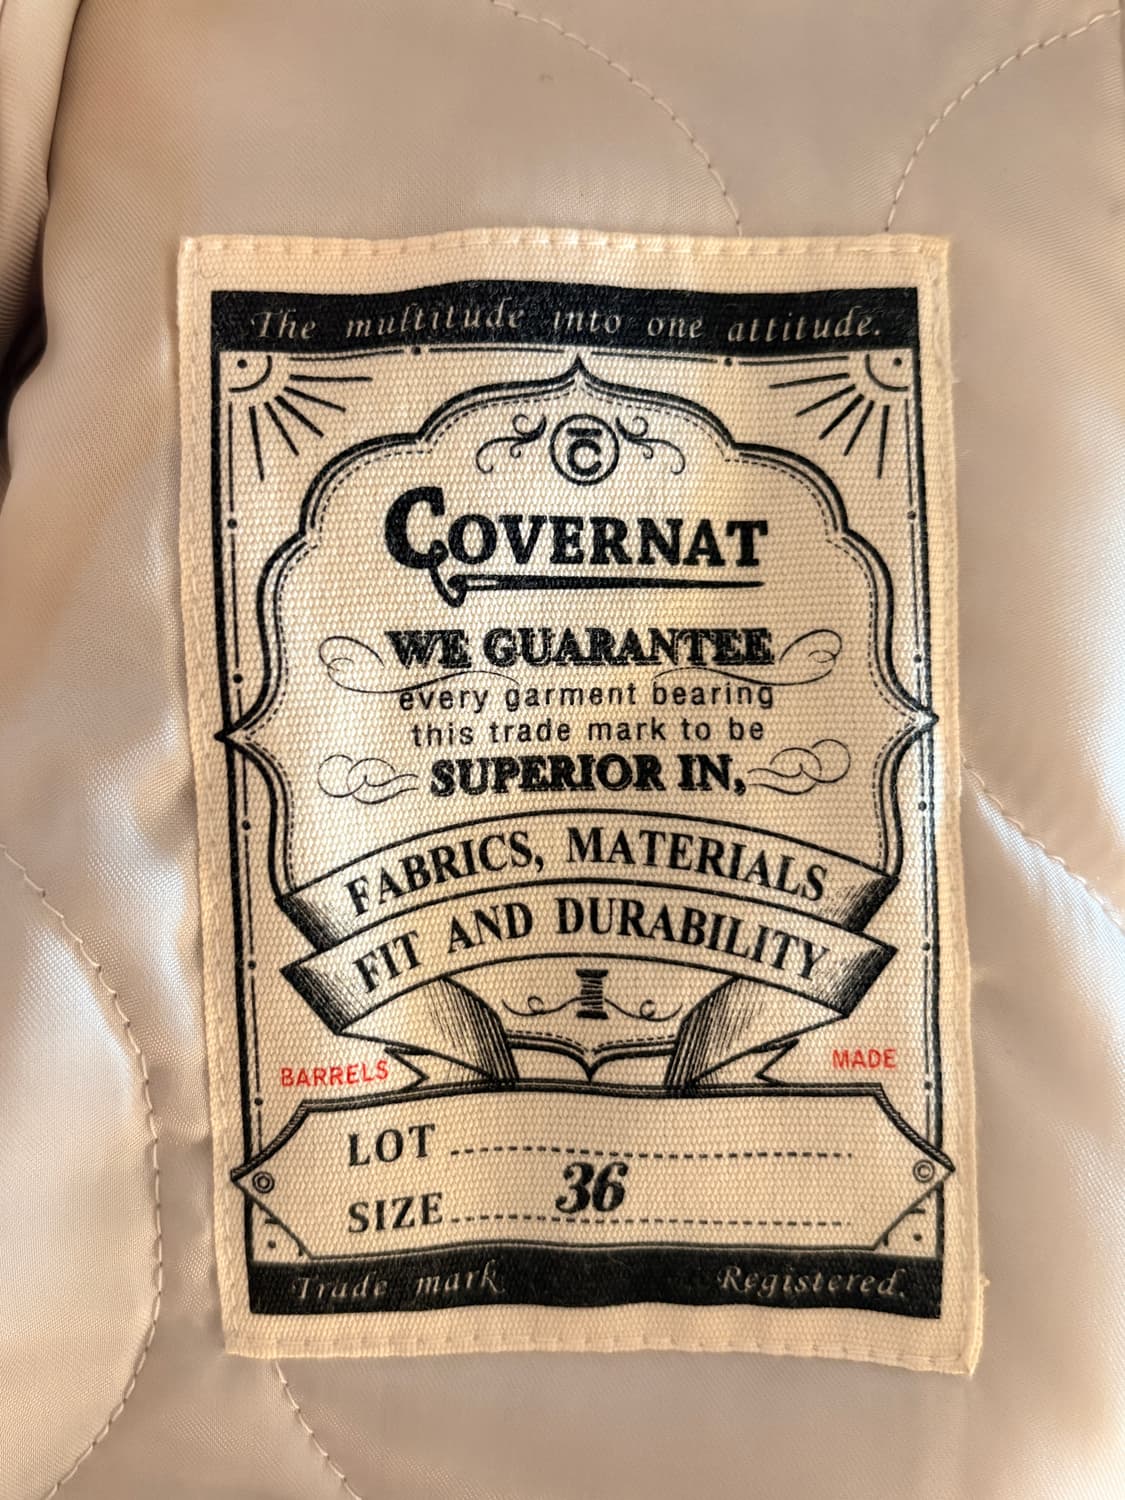 The multitude into one attitude.
C
COVERNAT
WE GUARANTEE
every garment bearing
this trade mark to be
SUPERIOR IN,
FABRICS, MATERIALS
FIT AND DURABILITY
BARRELS MADE
LOT
© ©
SIZE 36
Trade mark Registered.